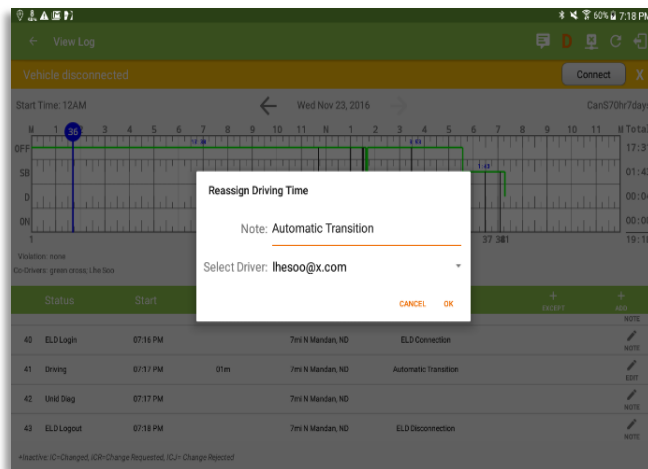 60% 7:18 PM
View Log
D
Vehicle disconnected
Connect X
Start Time: 12AM
Wed Nov 23, 2016
CanS70hr7days
M 1 36 3 4 5 6 7 8 9 10 11 N 1 2 3 4 5 6 7 8 9 10 11 M Total
OFF 17:3
SB 01:43
D 00:04
ON 00:08
1 37 19:18
Reassign Driving Time
Note: Automatic Transition
Select Driver: lhesoo@x.com
CANCEL OK
Violation: none
Co-Drivers: green cross; Lhe Soo
Status Start
+ EXCEPT + ADD
NOTE
40 ELD Login 07:16 PM 7mi N Mandan, ND ELD Connection NOTE
41 Driving 07:17 PM 01m 7mi N Mandan, ND Automatic Transition EDIT
42 Unid Diag 07:17 PM 7mi N Mandan, ND NOTE
43 ELD Logout 07:18 PM 7mi N Mandan, ND ELD Disconnection NOTE
*Inactive: IC=Changed, ICR=Change Requested, ICJ= Change Rejected